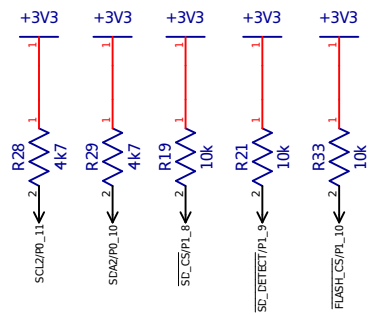 +3V3 +3V3 +3V3 +3V3 +3V3
1 1 1 1 1
1 1 1 1 1
R28 4k7 R29 4k7 R19 10k R21 10k R33 10k
2 2 2 2 2
SCL2/P0_11 SDA2/P0_10 SD_CS/P1_8 SD_DETECT/P1_9 FLASH_CS/P1_10